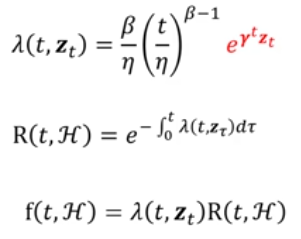 λ(t, z_t) = β/η (t/η)^{β−1} e^{γ^t z_t}
R(t, ℋ) = e^{− ∫_0^t λ(t,z_τ)dτ}
f(t, ℋ) = λ(t, z_t)R(t, ℋ)